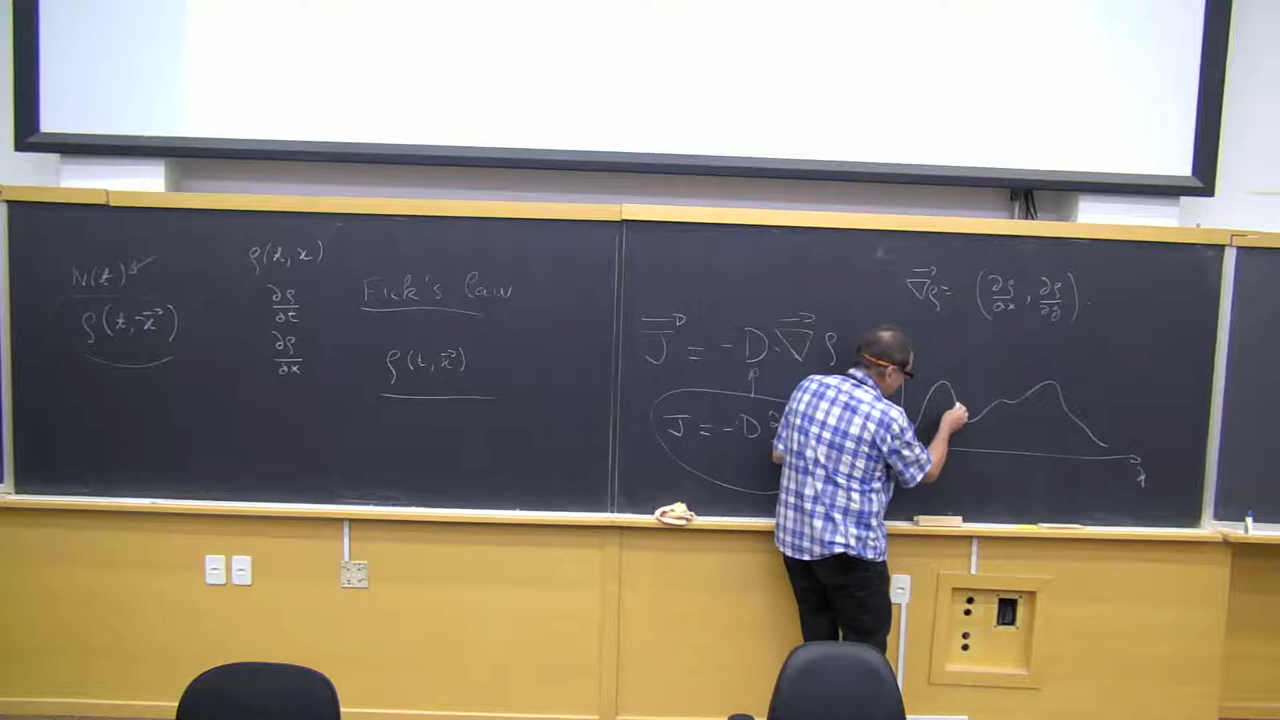 N(t)
ρ(t, x⃗)
ρ(t, x)
∂ρ/∂t
∂ρ/∂x
Fick's law
ρ(t, x⃗)
J⃗ = -D · ∇⃗ ρ
J = -D
∇⃗ρ = (∂ρ/∂x, ∂ρ/∂y).
x